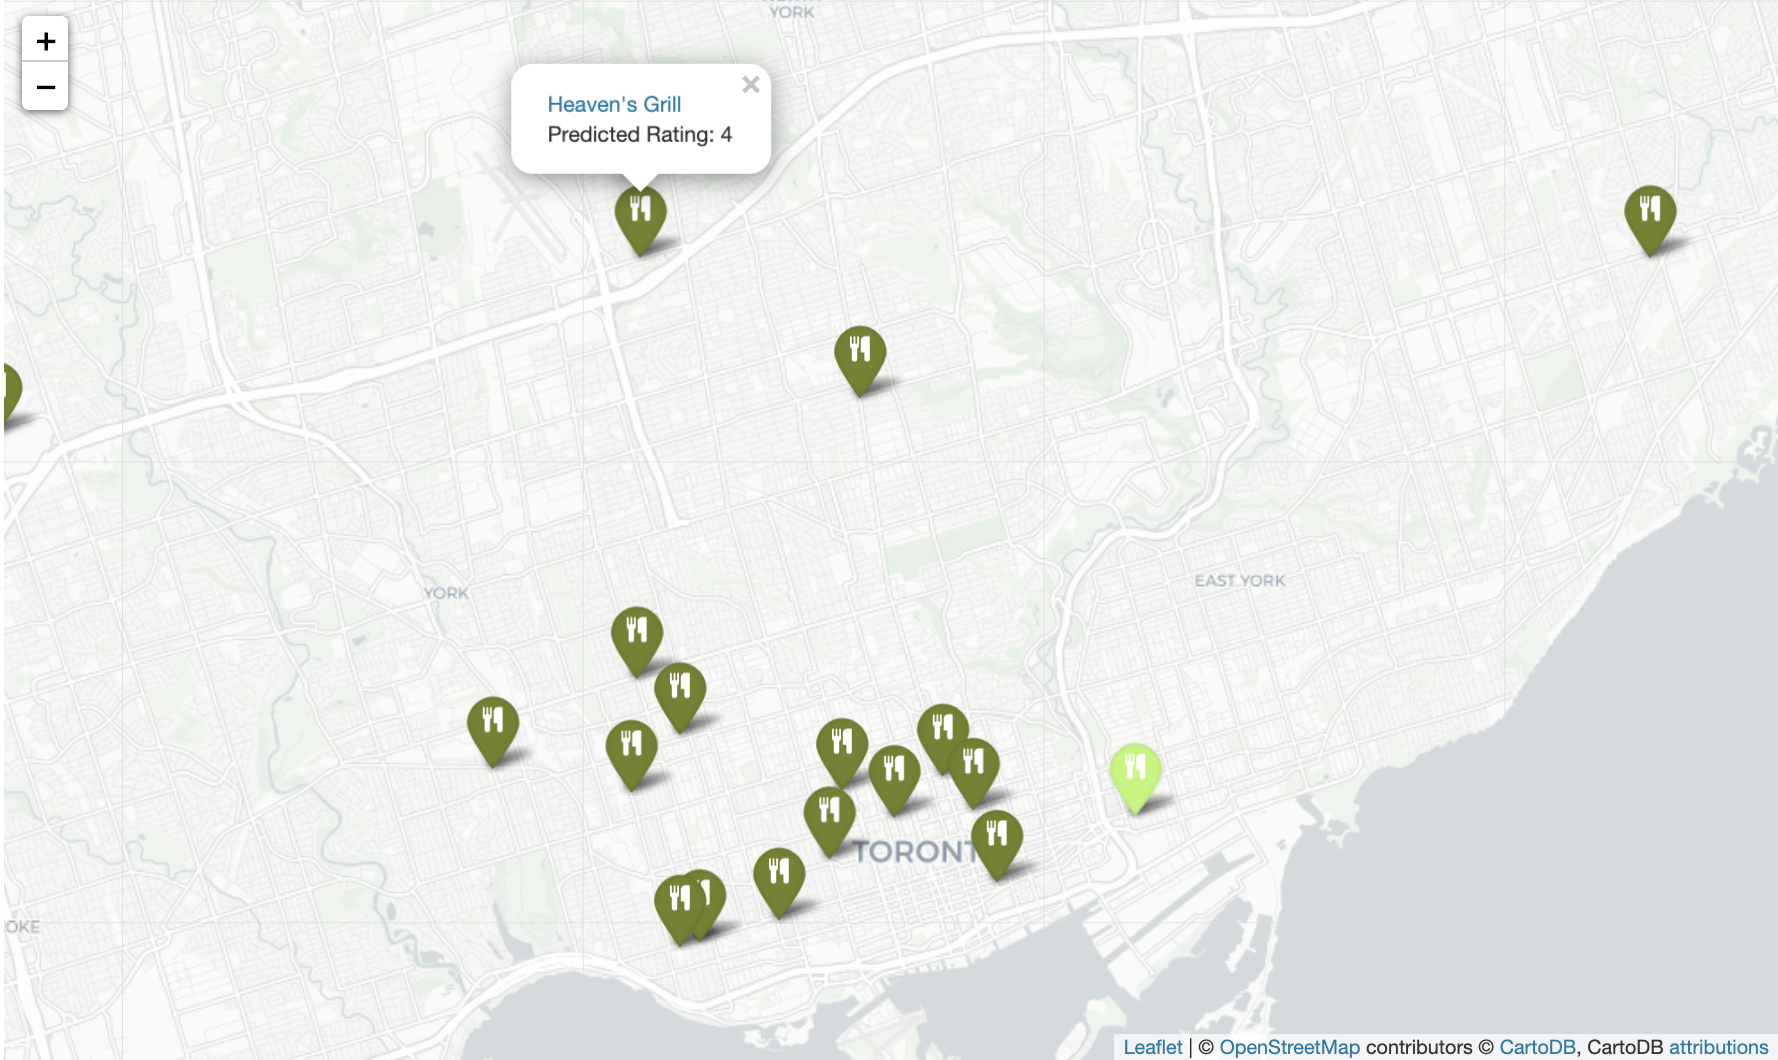 YORK
+
−
×
Heaven's Grill
Predicted Rating: 4
EAST YORK
YORK
TORONT
OKE
Leaflet | © OpenStreetMap contributors © CartoDB, CartoDB attributions